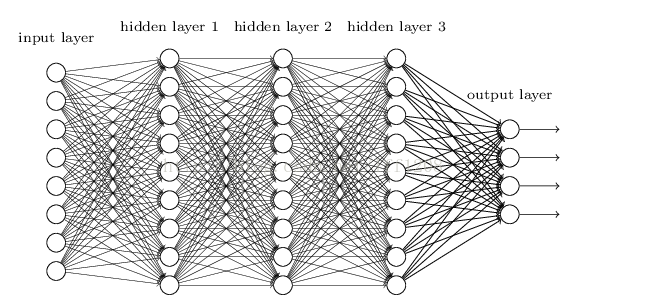 hidden layer 1 hidden layer 2 hidden layer 3
input layer
output layer